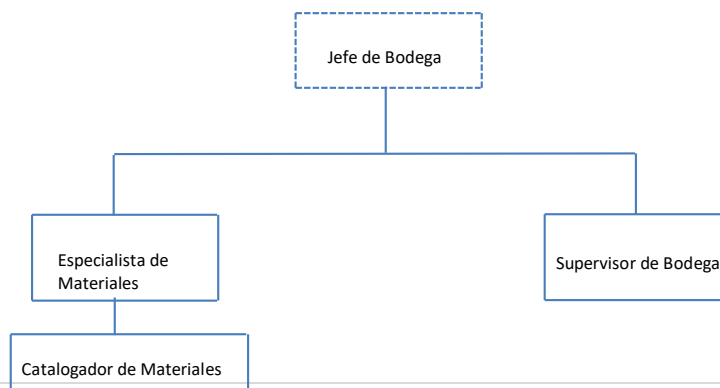 Jefe de Bodega
Especialista de
Materiales
Supervisor de Bodega
Catalogador de Materiales